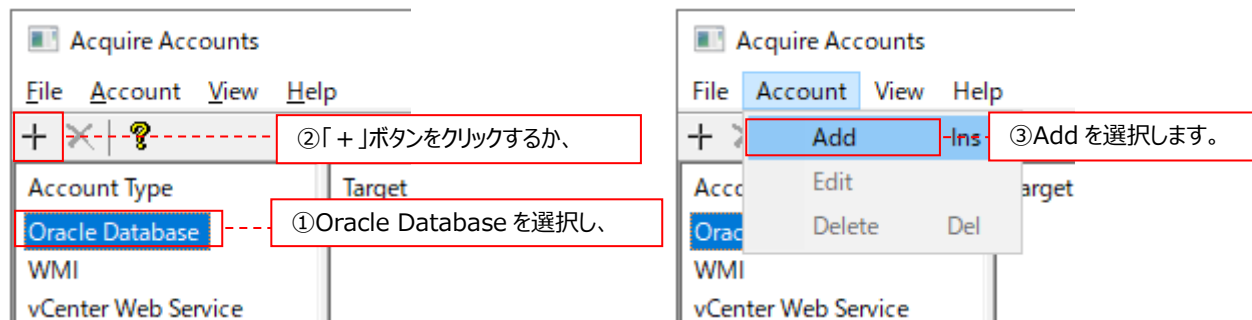 Acquire Accounts
File Account View Help
②「+」ボタンをクリックするか、
Account Type
Target
①Oracle Database を選択し、
Oracle Database
WMI
vCenter Web Service
Acquire Accounts
File Account View Help
Add Ins
③Add を選択します。
Edit
Delete Del
WMI
vCenter Web Service